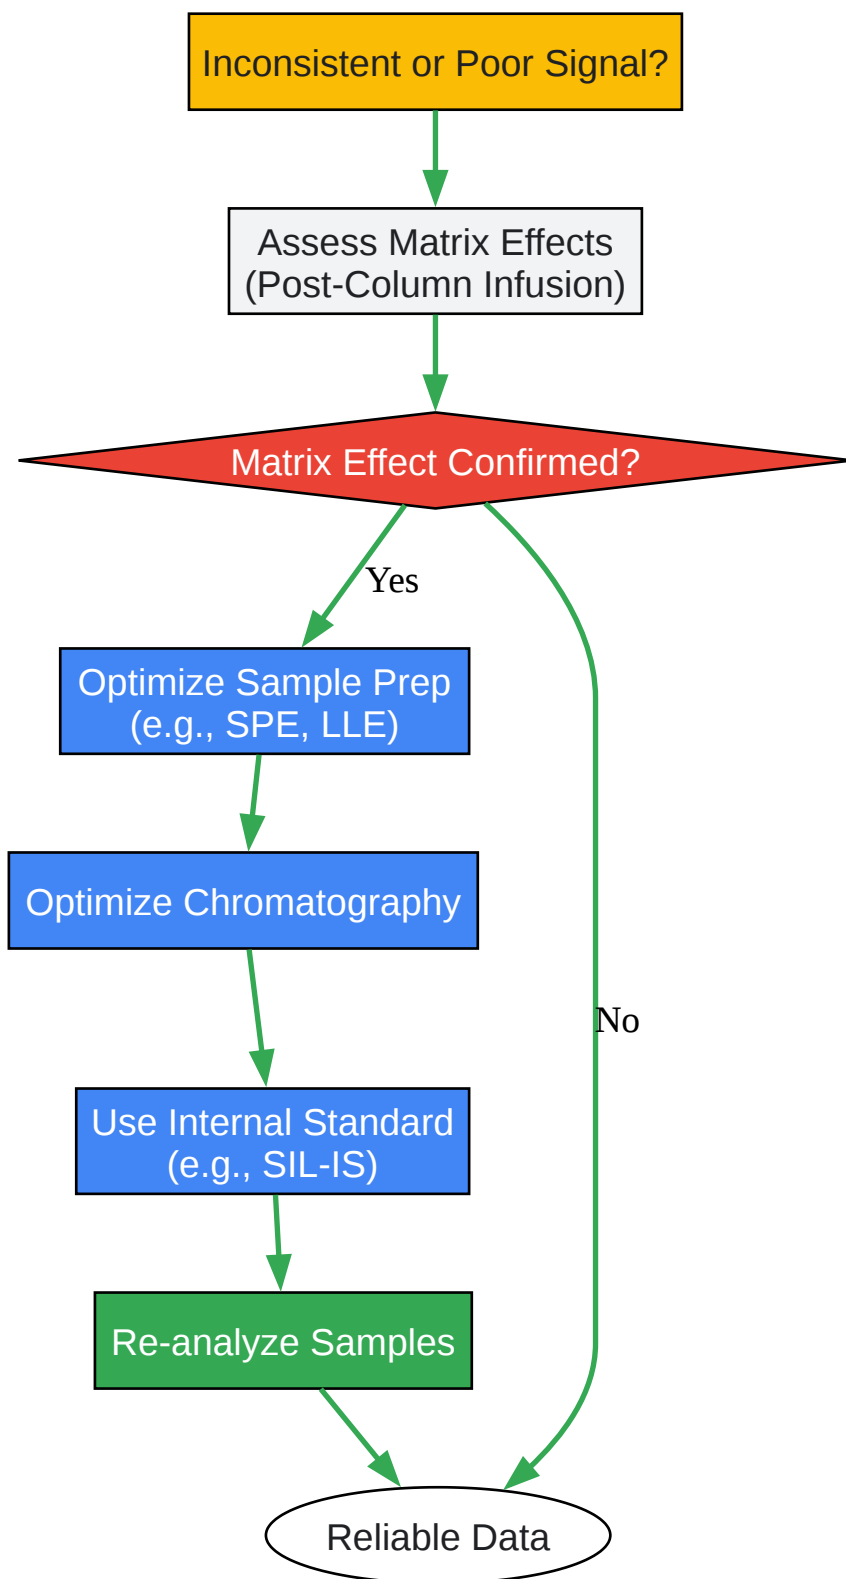 Inconsistent or Poor Signal?
Assess Matrix Effects
(Post-Column Infusion)
Matrix Effect Confirmed?
Yes
Optimize Sample Prep
(e.g., SPE, LLE)
Optimize Chromatography
No
Use Internal Standard
(e.g., SIL-IS)
Re-analyze Samples
Reliable Data